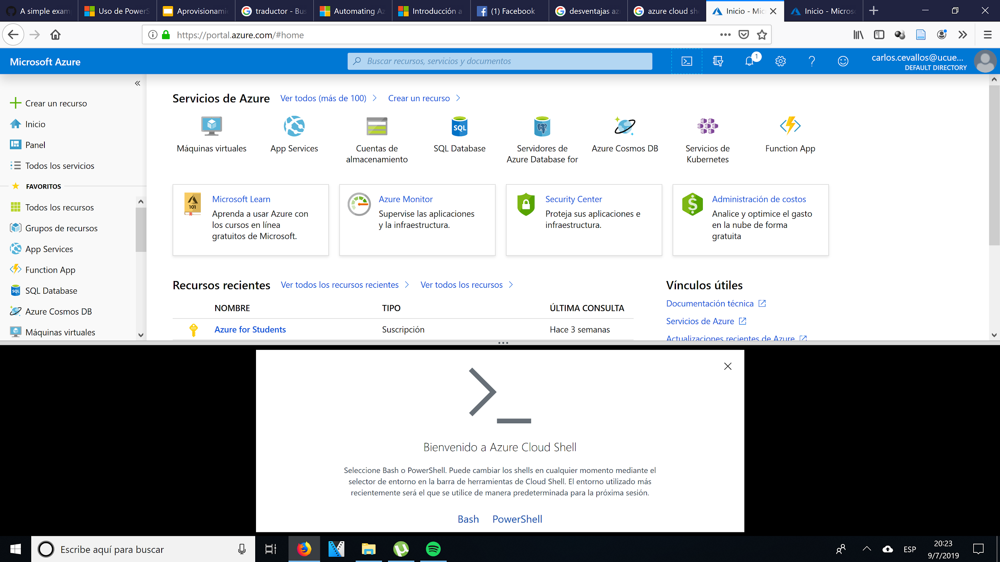 A simple exam
Uso de PowerS
Aprovisionamie
traductor - Bus
Automating Az
Introducción a
(1) Facebook
desventajas az
azure cloud sh
Inicio - Mic
Inicio - Microso
https://portal.azure.com/#home
Microsoft Azure
Buscar recursos, servicios y documentos
1
carlos.cevallos@ucue...
DEFAULT DIRECTORY
Crear un recurso
Inicio
Panel
Todos los servicios
FAVORITOS
Todos los recursos
Grupos de recursos
App Services
Function App
SQL
SQL Database
Azure Cosmos DB
Máquinas virtuales
Servicios de Azure
Ver todos (más de 100)
Crear un recurso
Máquinas virtuales
App Services
Cuentas de
almacenamiento
SQL
SQL Database
Servidores de
Azure Database for
Azure Cosmos DB
Servicios de
Kubernetes
Function App
101
Microsoft Learn
Aprenda a usar Azure con
los cursos en línea
gratuitos de Microsoft.
Azure Monitor
Supervise las aplicaciones
y la infraestructura.
Security Center
Proteja sus aplicaciones e
infraestructura.
Administración de costos
Analice y optimice el gasto
en la nube de forma
gratuita
Recursos recientes
Ver todos los recursos recientes
Ver todos los recursos
NOMBRE
TIPO
ÚLTIMA CONSULTA
Azure for Students
Suscripción
Hace 3 semanas
Vínculos útiles
Documentación técnica
Servicios de Azure
Actualizaciones recientes de Azure
Bienvenido a Azure Cloud Shell
Seleccione Bash o PowerShell. Puede cambiar los shells en cualquier momento mediante el
selector de entorno en la barra de herramientas de Cloud Shell. El entorno utilizado más
recientemente será el que se utilice de manera predeterminada para la próxima sesión.
Bash
PowerShell
Escribe aquí para buscar
ESP
20:23
9/7/2019